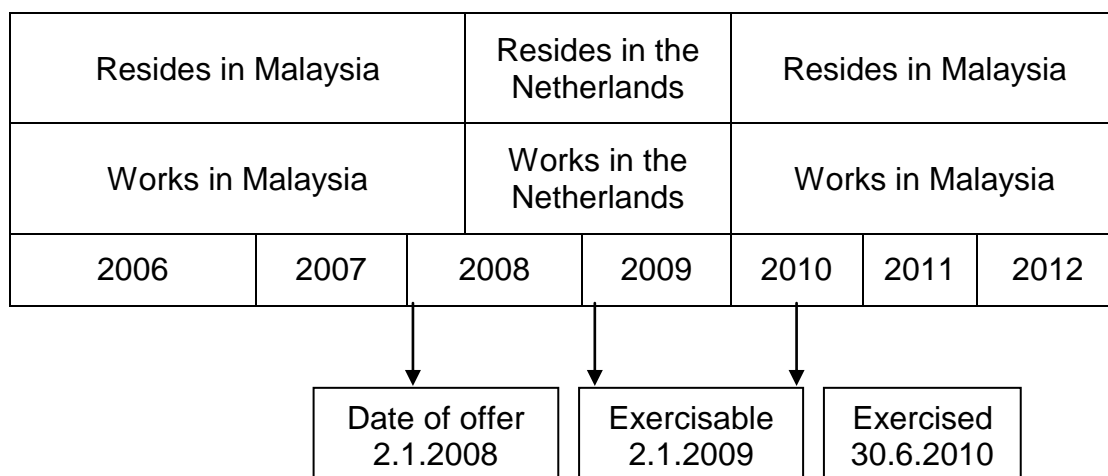 Resides in Malaysia
Resides in the
Netherlands
Resides in Malaysia
Works in Malaysia
Works in the
Netherlands
Works in Malaysia
2006
2007
2008
2009
2010
2011
2012
Date of offer
2.1.2008
Exercisable
2.1.2009
Exercised
30.6.2010